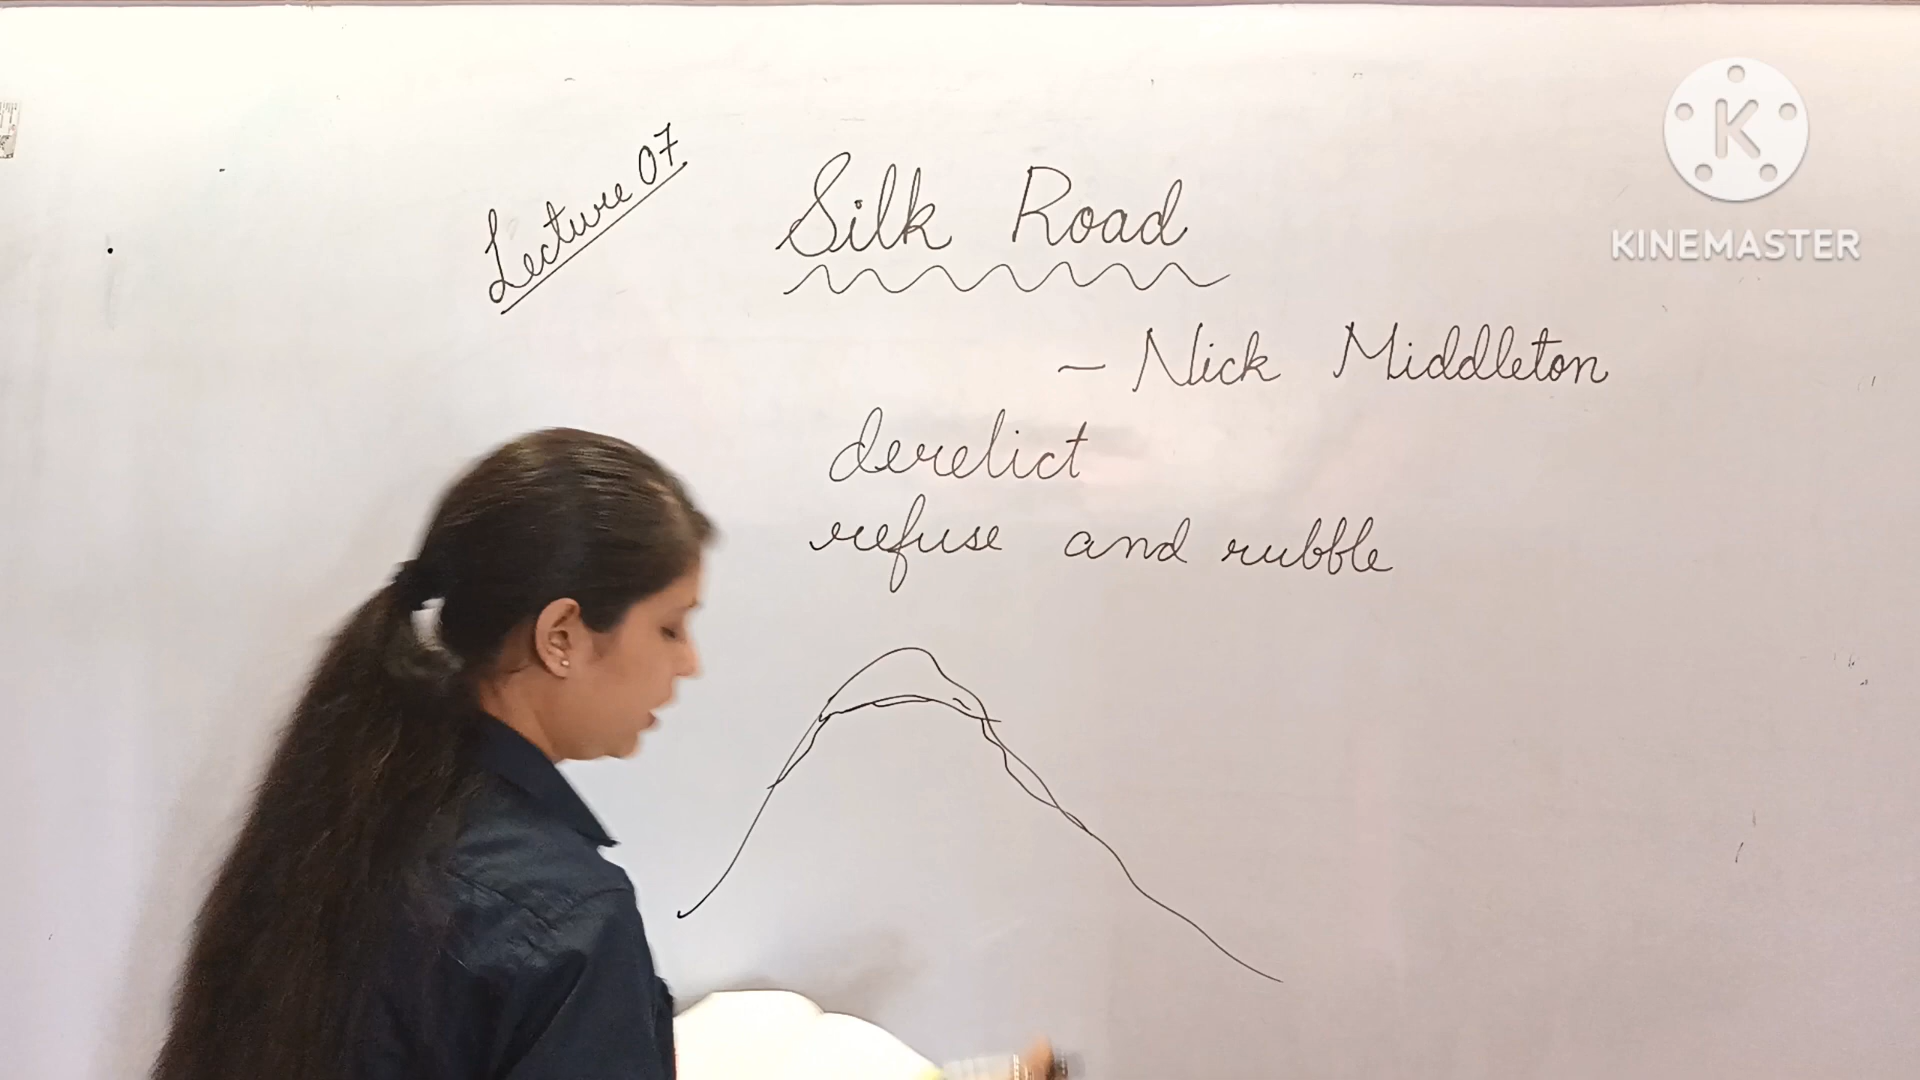 Lecture 07
Silk Road
- Nick Middleton
derelict
refuse and rubble
K
KINEMASTER